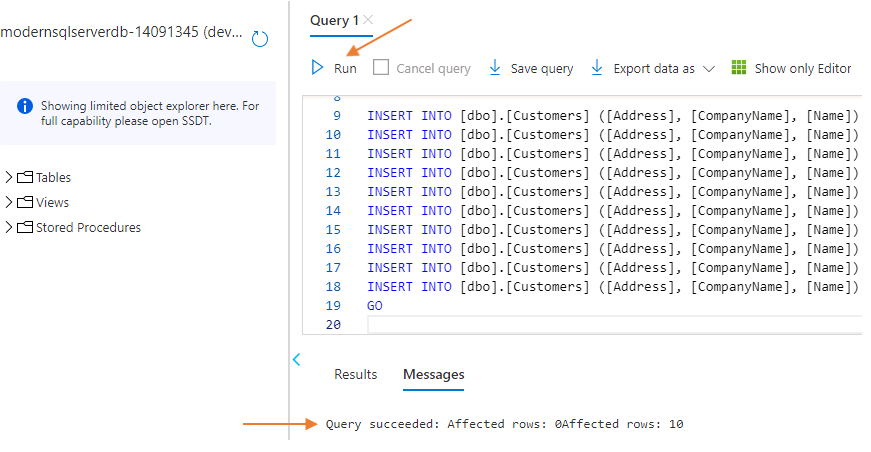 modernsqlserverdb-14091345 (dev...
Showing limited object explorer here. For
full capability please open SSDT.
Tables
Views
Stored Procedures
Query 1
Run
Cancel query
Save query
Export data as
Show only Editor
8
9 INSERT INTO [dbo].[Customers] ([Address], [CompanyName], [Name])
10 INSERT INTO [dbo].[Customers] ([Address], [CompanyName], [Name])
11 INSERT INTO [dbo].[Customers] ([Address], [CompanyName], [Name])
12 INSERT INTO [dbo].[Customers] ([Address], [CompanyName], [Name])
13 INSERT INTO [dbo].[Customers] ([Address], [CompanyName], [Name])
14 INSERT INTO [dbo].[Customers] ([Address], [CompanyName], [Name])
15 INSERT INTO [dbo].[Customers] ([Address], [CompanyName], [Name])
16 INSERT INTO [dbo].[Customers] ([Address], [CompanyName], [Name])
17 INSERT INTO [dbo].[Customers] ([Address], [CompanyName], [Name])
18 INSERT INTO [dbo].[Customers] ([Address], [CompanyName], [Name])
19 GO
20
Results
Messages
Query succeeded: Affected rows: 0Affected rows: 10